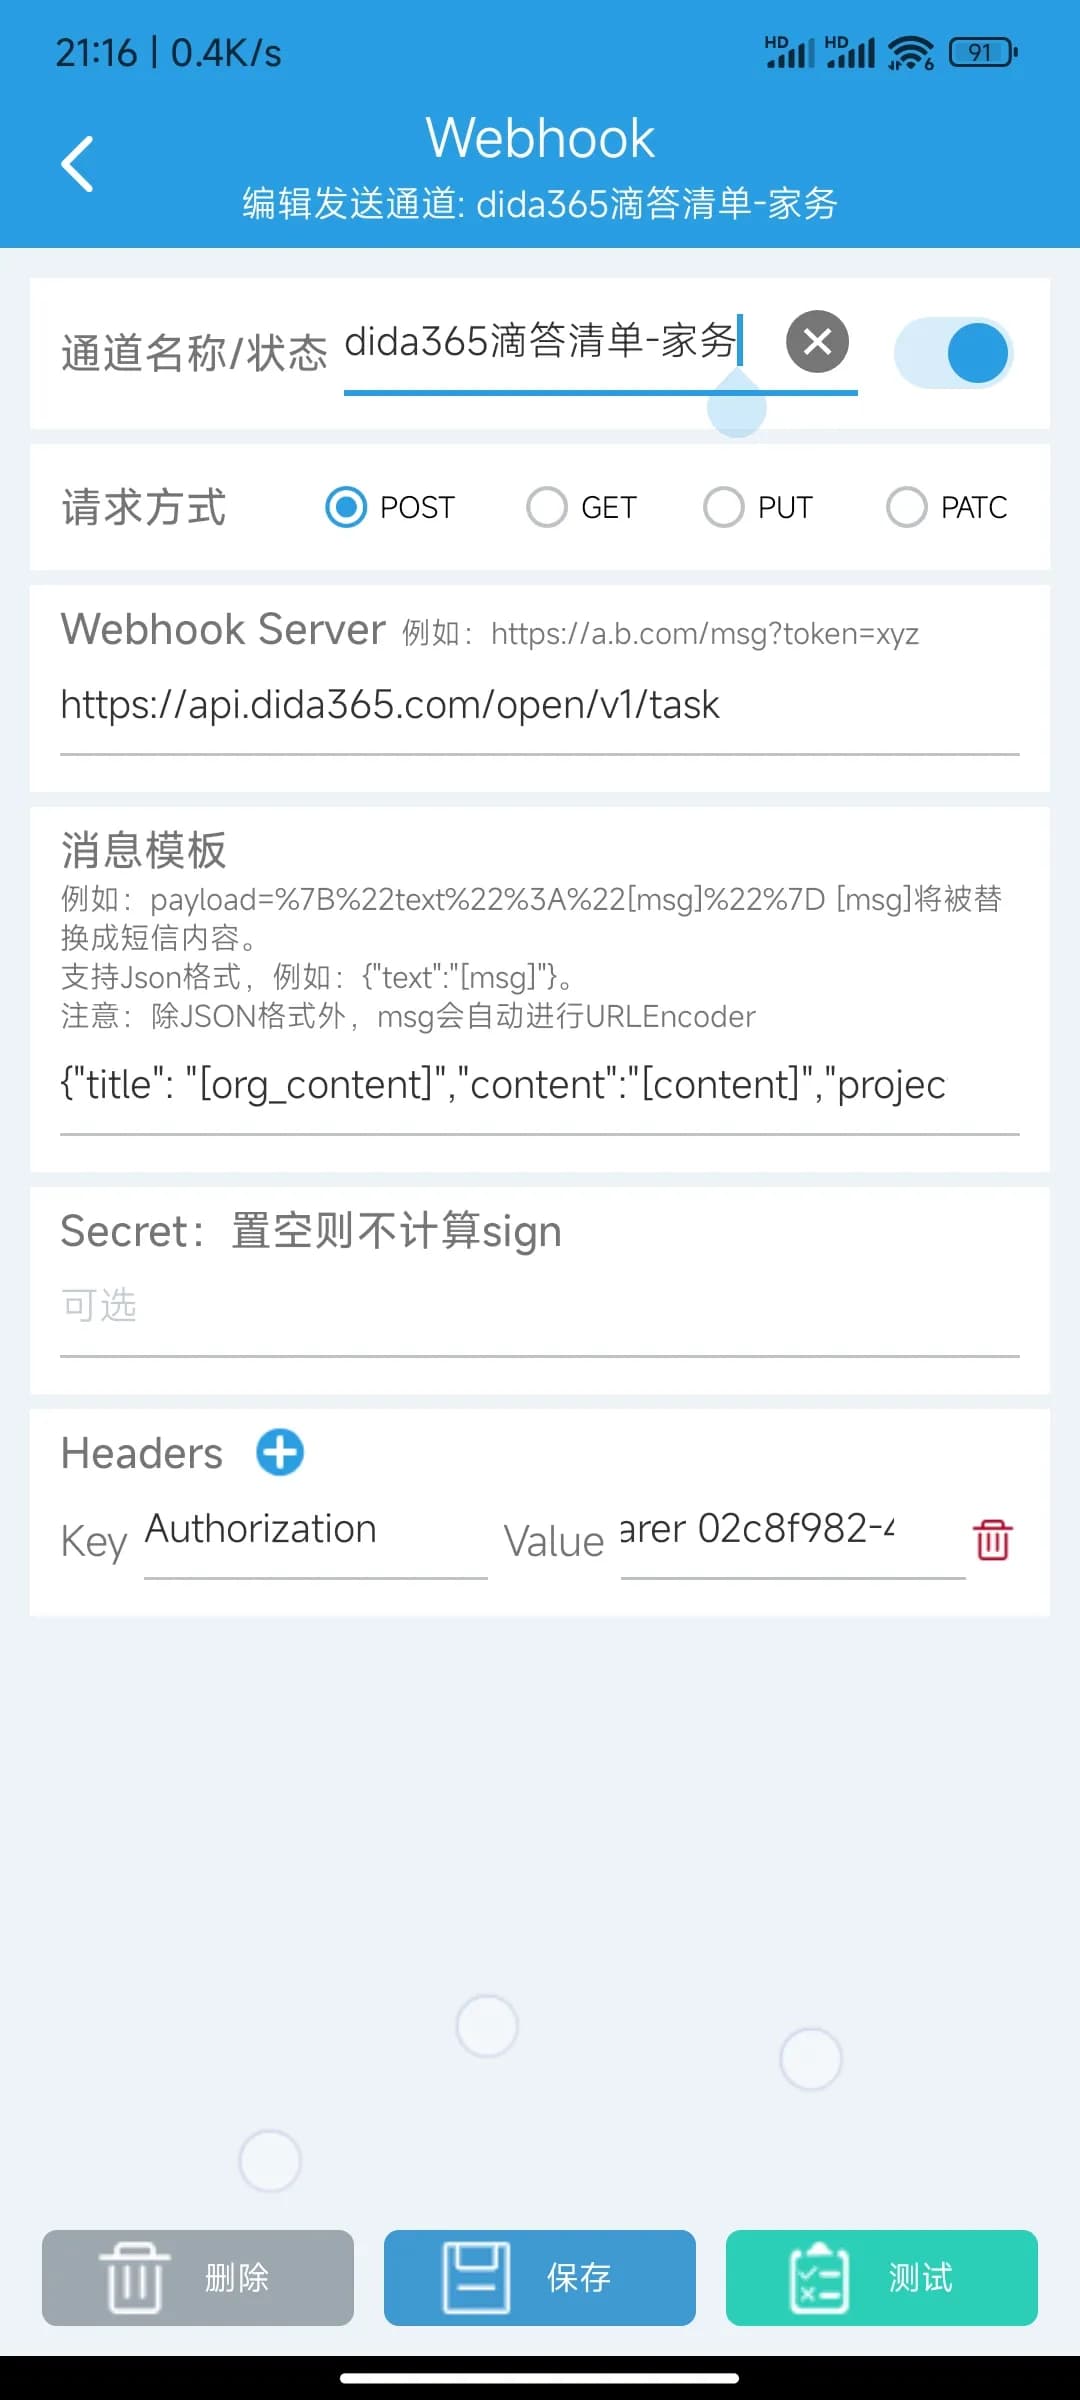 21:16 | 0.4K/s
HD HD 6 91
Webhook
编辑发送通道: dida365滴答清单-家务
通道名称/状态 dida365滴答清单-家务
请求方式 POST GET PUT PATC
Webhook Server 例如：https://a.b.com/msg?token=xyz
https://api.dida365.com/open/v1/task
消息模板
例如：payload=%7B%22text%22%3A%22[msg]%22%7D [msg]将被替
换成短信内容。
支持Json格式，例如：{"text":"[msg]"}。
注意：除JSON格式外，msg会自动进行URLEncoder
{"title": "[org_content]","content":"[content]","projec
Secret：置空则不计算sign
可选
Headers
Key Authorization Value arer 02c8f982-4
删除 保存 测试